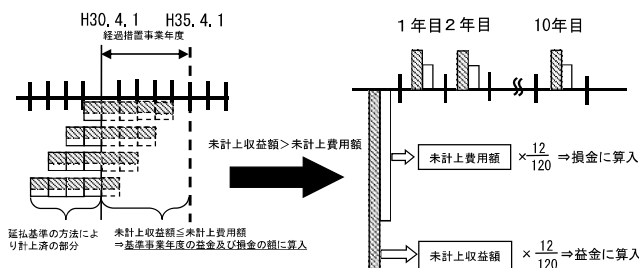 H30.4.1 H35.4.1
経過措置事業年度
1年目 2年目 10年目
未計上収益額>未計上費用額
未計上費用額 ×12/120 ⇒損金に算入
延払基準の方法によ
り計上済の部分
未計上収益額≦未計上費用額
⇒基準事業年度の益金及び損金の額に算入
未計上収益額 ×12/120 ⇒益金に算入